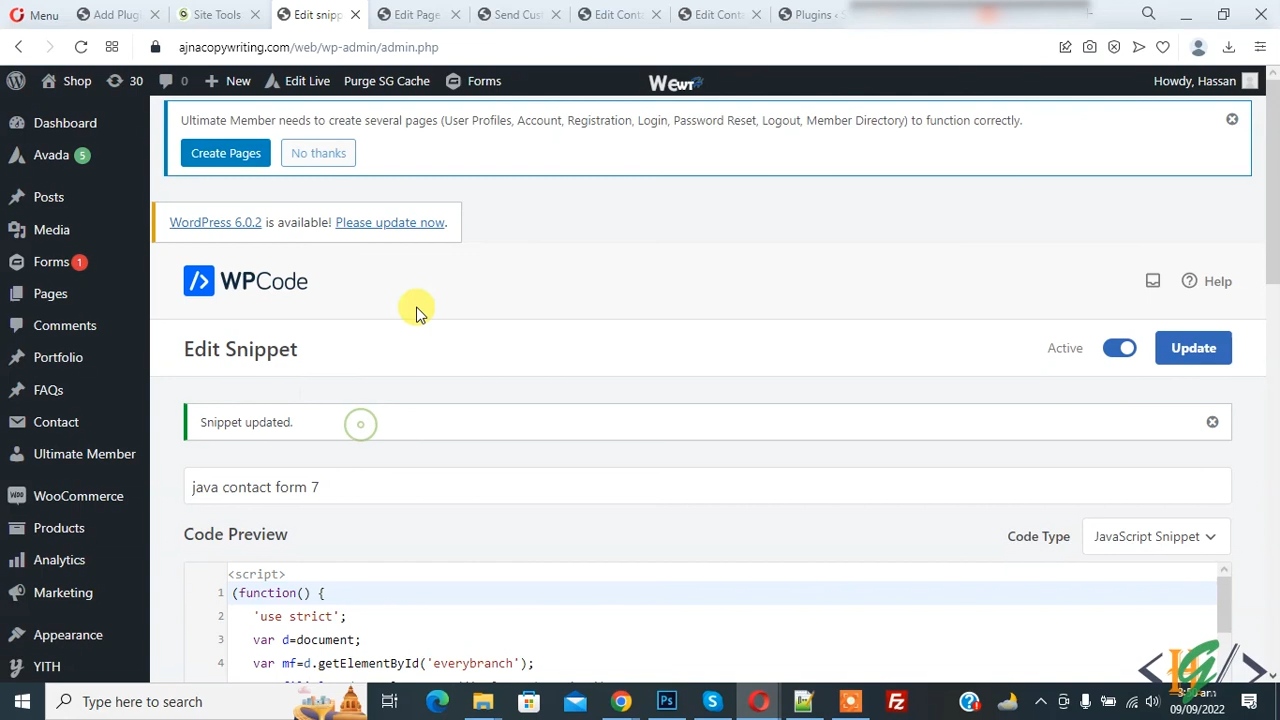 Menu
Add Plug
Site Tools
Edit snipp
Edit Page
Send Cust
Edit Conta
Edit Conta
Plugins
ajnacopywriting.com/web/wp-admin/admin.php
Shop
30
0
New
Edit Live
Purge SG Cache
Forms
Howdy, Hassan
Ultimate Member needs to create several pages (User Profiles, Account, Registration, Login, Password Reset, Logout, Member Directory) to function correctly.
Create Pages
No thanks
WordPress 6.0.2 is available! Please update now.
Dashboard
Avada 5
Posts
Media
Forms 1
Pages
Comments
Portfolio
FAQs
Contact
Ultimate Member
WooCommerce
Products
Analytics
Marketing
Appearance
YITH
WPCode
Help
Edit Snippet
Active
Update
Snippet updated.
java contact form 7
Code Preview
Code Type
JavaScript Snippet
<script>
1 (function() {
2 'use strict';
3 var d=document;
4 var mf=d.getElementById('everybranch');
Type here to search
09/09/2022